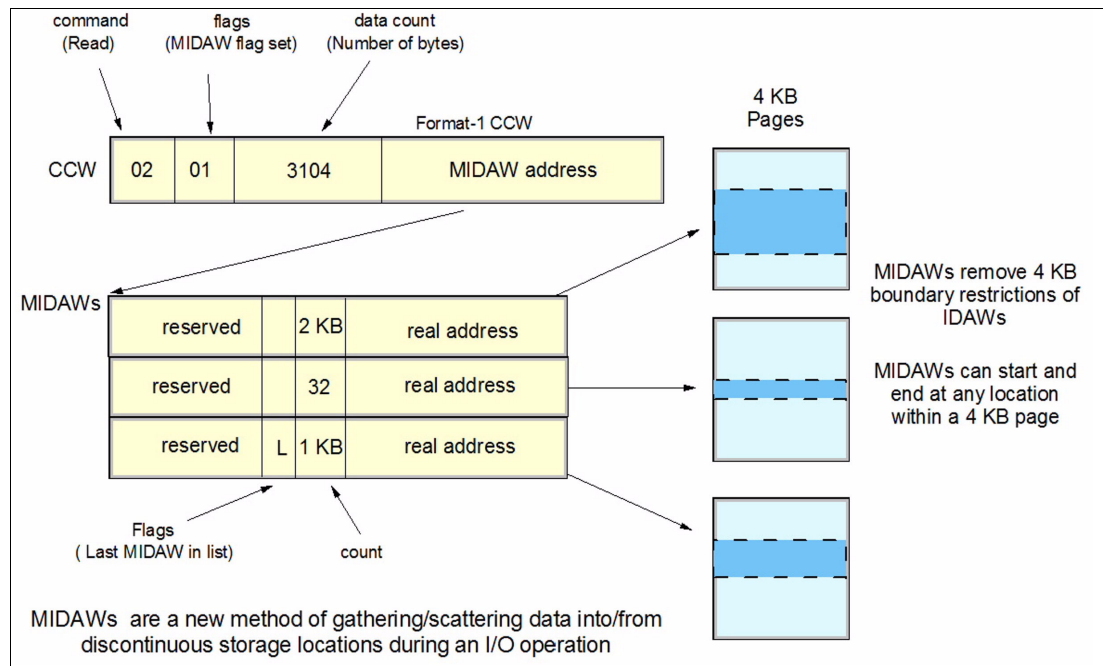 command
(Read)
flags
(MIDAW flag set)
data count
(Number of bytes)
Format-1 CCW
CCW
02
01
3104
MIDAW address
4 KB
Pages
MIDAWs
reserved
2 KB
real address
reserved
32
real address
reserved
L
1 KB
real address
MIDAWs remove 4 KB
boundary restrictions of
IDAWs
MIDAWs can start and
end at any location
within a 4 KB page
Flags
( Last MIDAW in list)
count
MIDAWs are a new method of gathering/scattering data into/from
discontinuous storage locations during an I/O operation